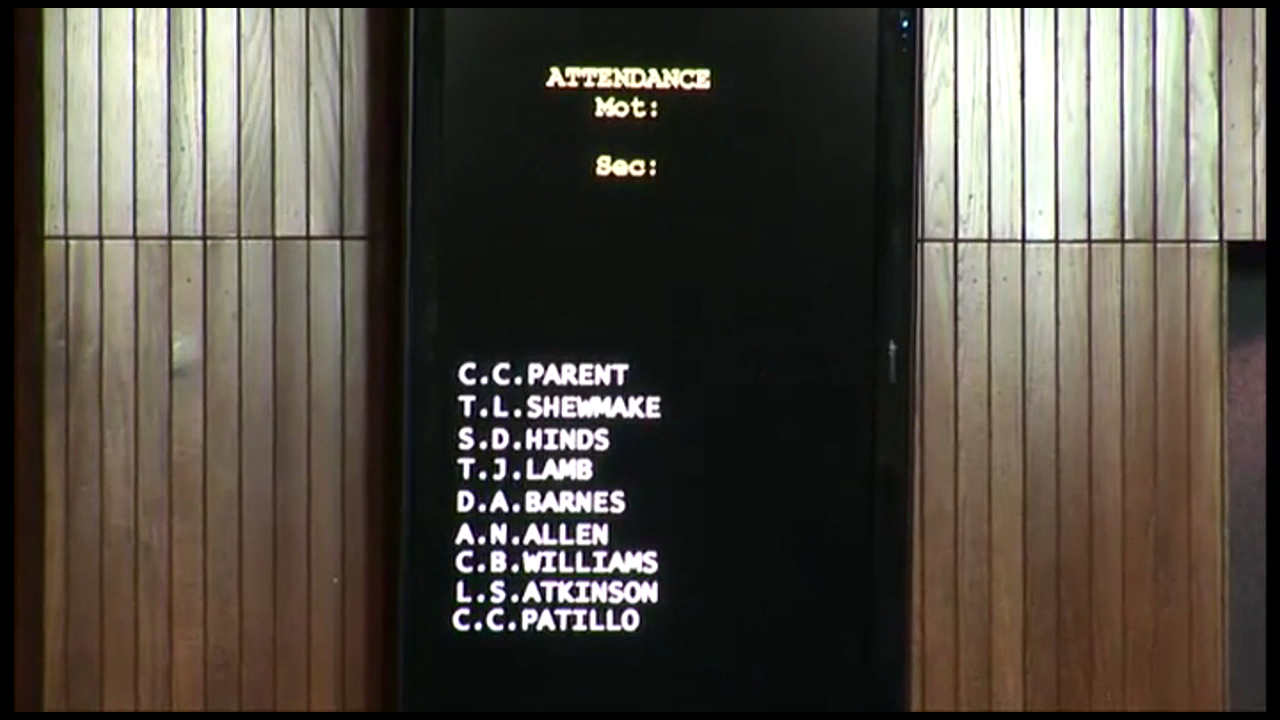 ATTENDANCE
Mot:
Sec:
C.C.PARENT
T.L.SHEWMAKE
S.D.HINDS
T.J.LAMB
D.A.BARNES
A.N.ALLEN
C.B.WILLIAMS
L.S.ATKINSON
C.C.PATILLO